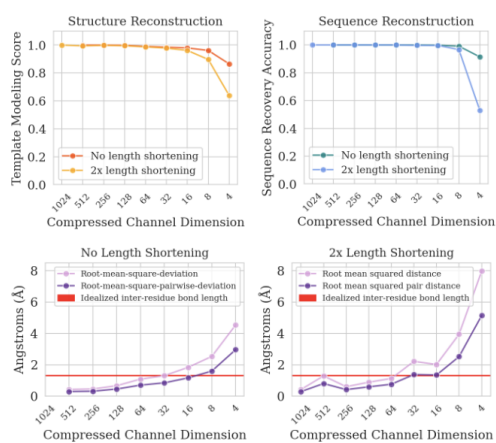 Structure Reconstruction
Template Modeling Score
1.0
0.8
0.6
0.4
0.2
0.0
No length shortening
2x length shortening
1024
512
256
128
64
32
16
8
4
Compressed Channel Dimension
Sequence Reconstruction
Sequence Recovery Accuracy
1.0
0.8
0.6
0.4
0.2
0.0
No length shortening
2x length shortening
1024
512
256
128
64
32
16
8
4
Compressed Channel Dimension
No Length Shortening
Angstroms (Å)
8
6
4
2
0
Root-mean-square-deviation
Root-mean-square-pairwise-deviation
Idealized inter-residue bond length
1024
512
256
128
64
32
16
8
4
Compressed Channel Dimension
2x Length Shortening
Angstroms (Å)
8
6
4
2
0
Root mean squared distance
Root mean squared pair distance
Idealized inter-residue bond length
1024
512
256
128
64
32
16
8
4
Compressed Channel Dimension